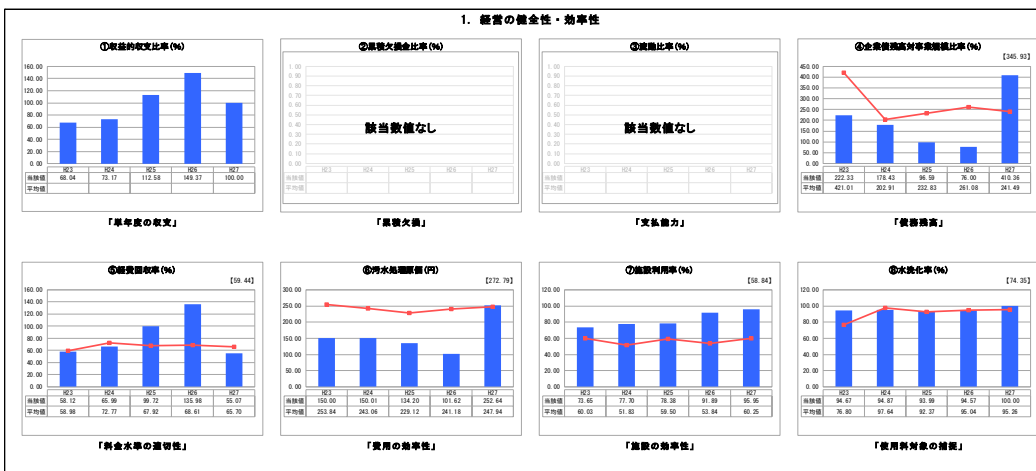 1. 経営の健全性・効率性
①収益的収支比率(%)
160.00
140.00
120.00
100.00
80.00
60.00
40.00
20.00
0.00
H23 H24 H25 H26 H27
当該値 68.04 73.17 112.58 149.37 100.00
平均値
「単年度の収支」
②累積欠損金比率(%)
1.00
0.90
0.80
0.70
0.60
0.50
0.40
0.30
0.20
0.10
0.00
該当数値なし
H23 H24 H25 H26 H27
当該値
平均値
「累積欠損」
③流動比率(%)
1.00
0.90
0.80
0.70
0.60
0.50
0.40
0.30
0.20
0.10
0.00
該当数値なし
H23 H24 H25 H26 H27
当該値
平均値
「支払能力」
④企業債残高対事業規模比率(%)
【345.93】
450.00
400.00
350.00
300.00
250.00
200.00
150.00
100.00
50.00
0.00
H23 H24 H25 H26 H27
当該値 222.33 178.43 96.59 76.00 410.36
平均値 421.01 202.91 232.83 261.08 241.49
「債務残高」
⑤経費回収率(%)
【59.44】
160.00
140.00
120.00
100.00
80.00
60.00
40.00
20.00
0.00
H23 H24 H25 H26 H27
当該値 58.12 65.99 99.72 135.98 55.07
平均値 58.98 72.77 67.92 68.61 65.70
「料金水準の適切性」
⑥汚水処理原価(円)
【272.79】
300.00
250.00
200.00
150.00
100.00
50.00
0.00
H23 H24 H25 H26 H27
当該値 150.00 150.01 134.20 101.62 252.64
平均値 253.84 243.06 229.12 241.18 247.94
「費用の効率性」
⑦施設利用率(%)
【58.84】
120.00
100.00
80.00
60.00
40.00
20.00
0.00
H23 H24 H25 H26 H27
当該値 73.65 77.70 78.38 91.89 95.95
平均値 60.03 51.83 59.50 53.84 60.25
「施設の効率性」
⑧水洗化率(%)
【74.35】
120.00
100.00
80.00
60.00
40.00
20.00
0.00
H23 H24 H25 H26 H27
当該値 94.67 94.87 93.99 94.57 100.00
平均値 76.80 97.64 92.37 95.04 95.26
「使用料対象の捕捉」